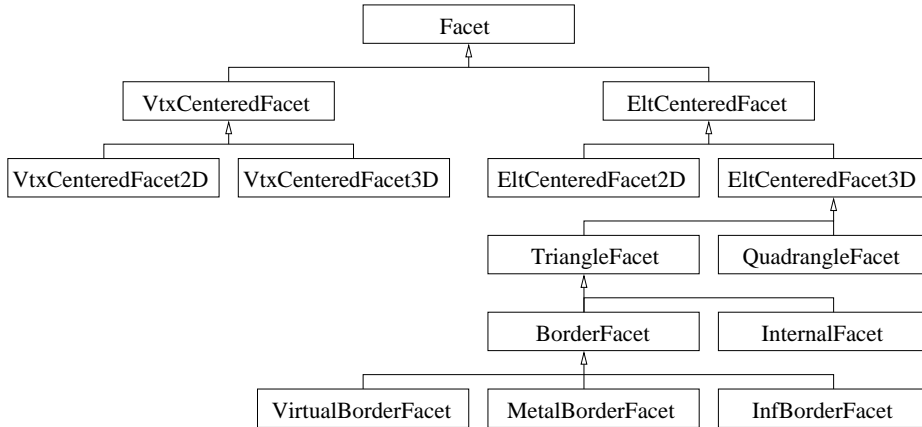 Facet
VtxCenteredFacet
EltCenteredFacet
VtxCenteredFacet2D
VtxCenteredFacet3D
EltCenteredFacet2D
EltCenteredFacet3D
TriangleFacet
QuadrangleFacet
BorderFacet
InternalFacet
VirtualBorderFacet
MetalBorderFacet
InfBorderFacet